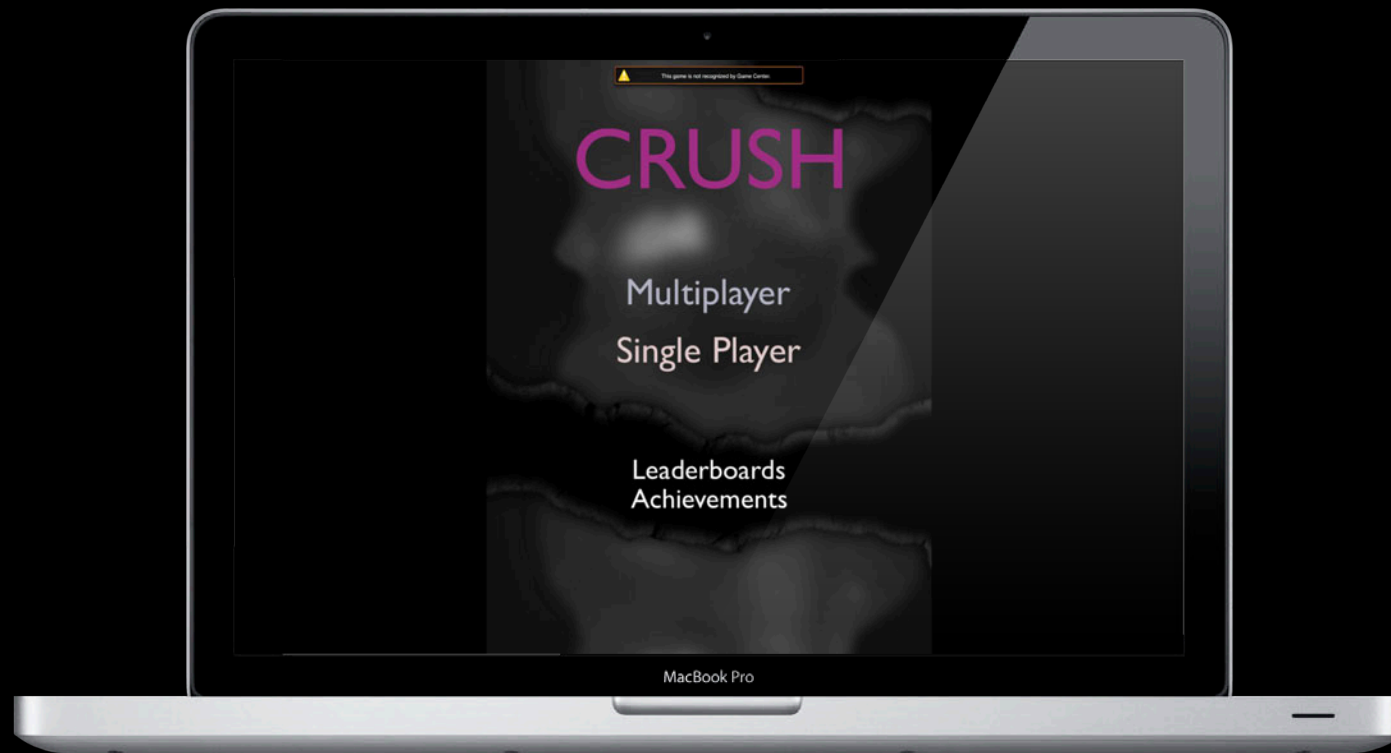 This game is not recognized by Game Center.
CRUSH
Multiplayer
Single Player
Leaderboards
Achievements
MacBook Pro